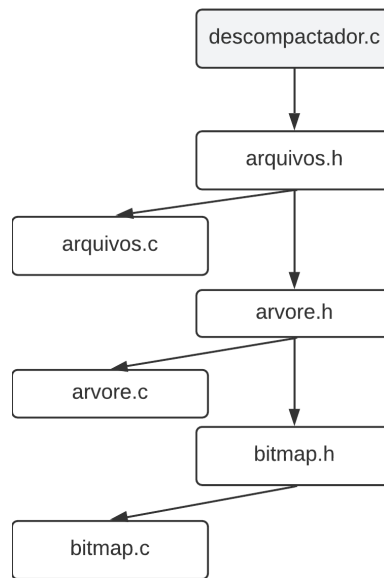 descompactador.c
arquivos.h
arquivos.c
arvore.h
arvore.c
bitmap.h
bitmap.c